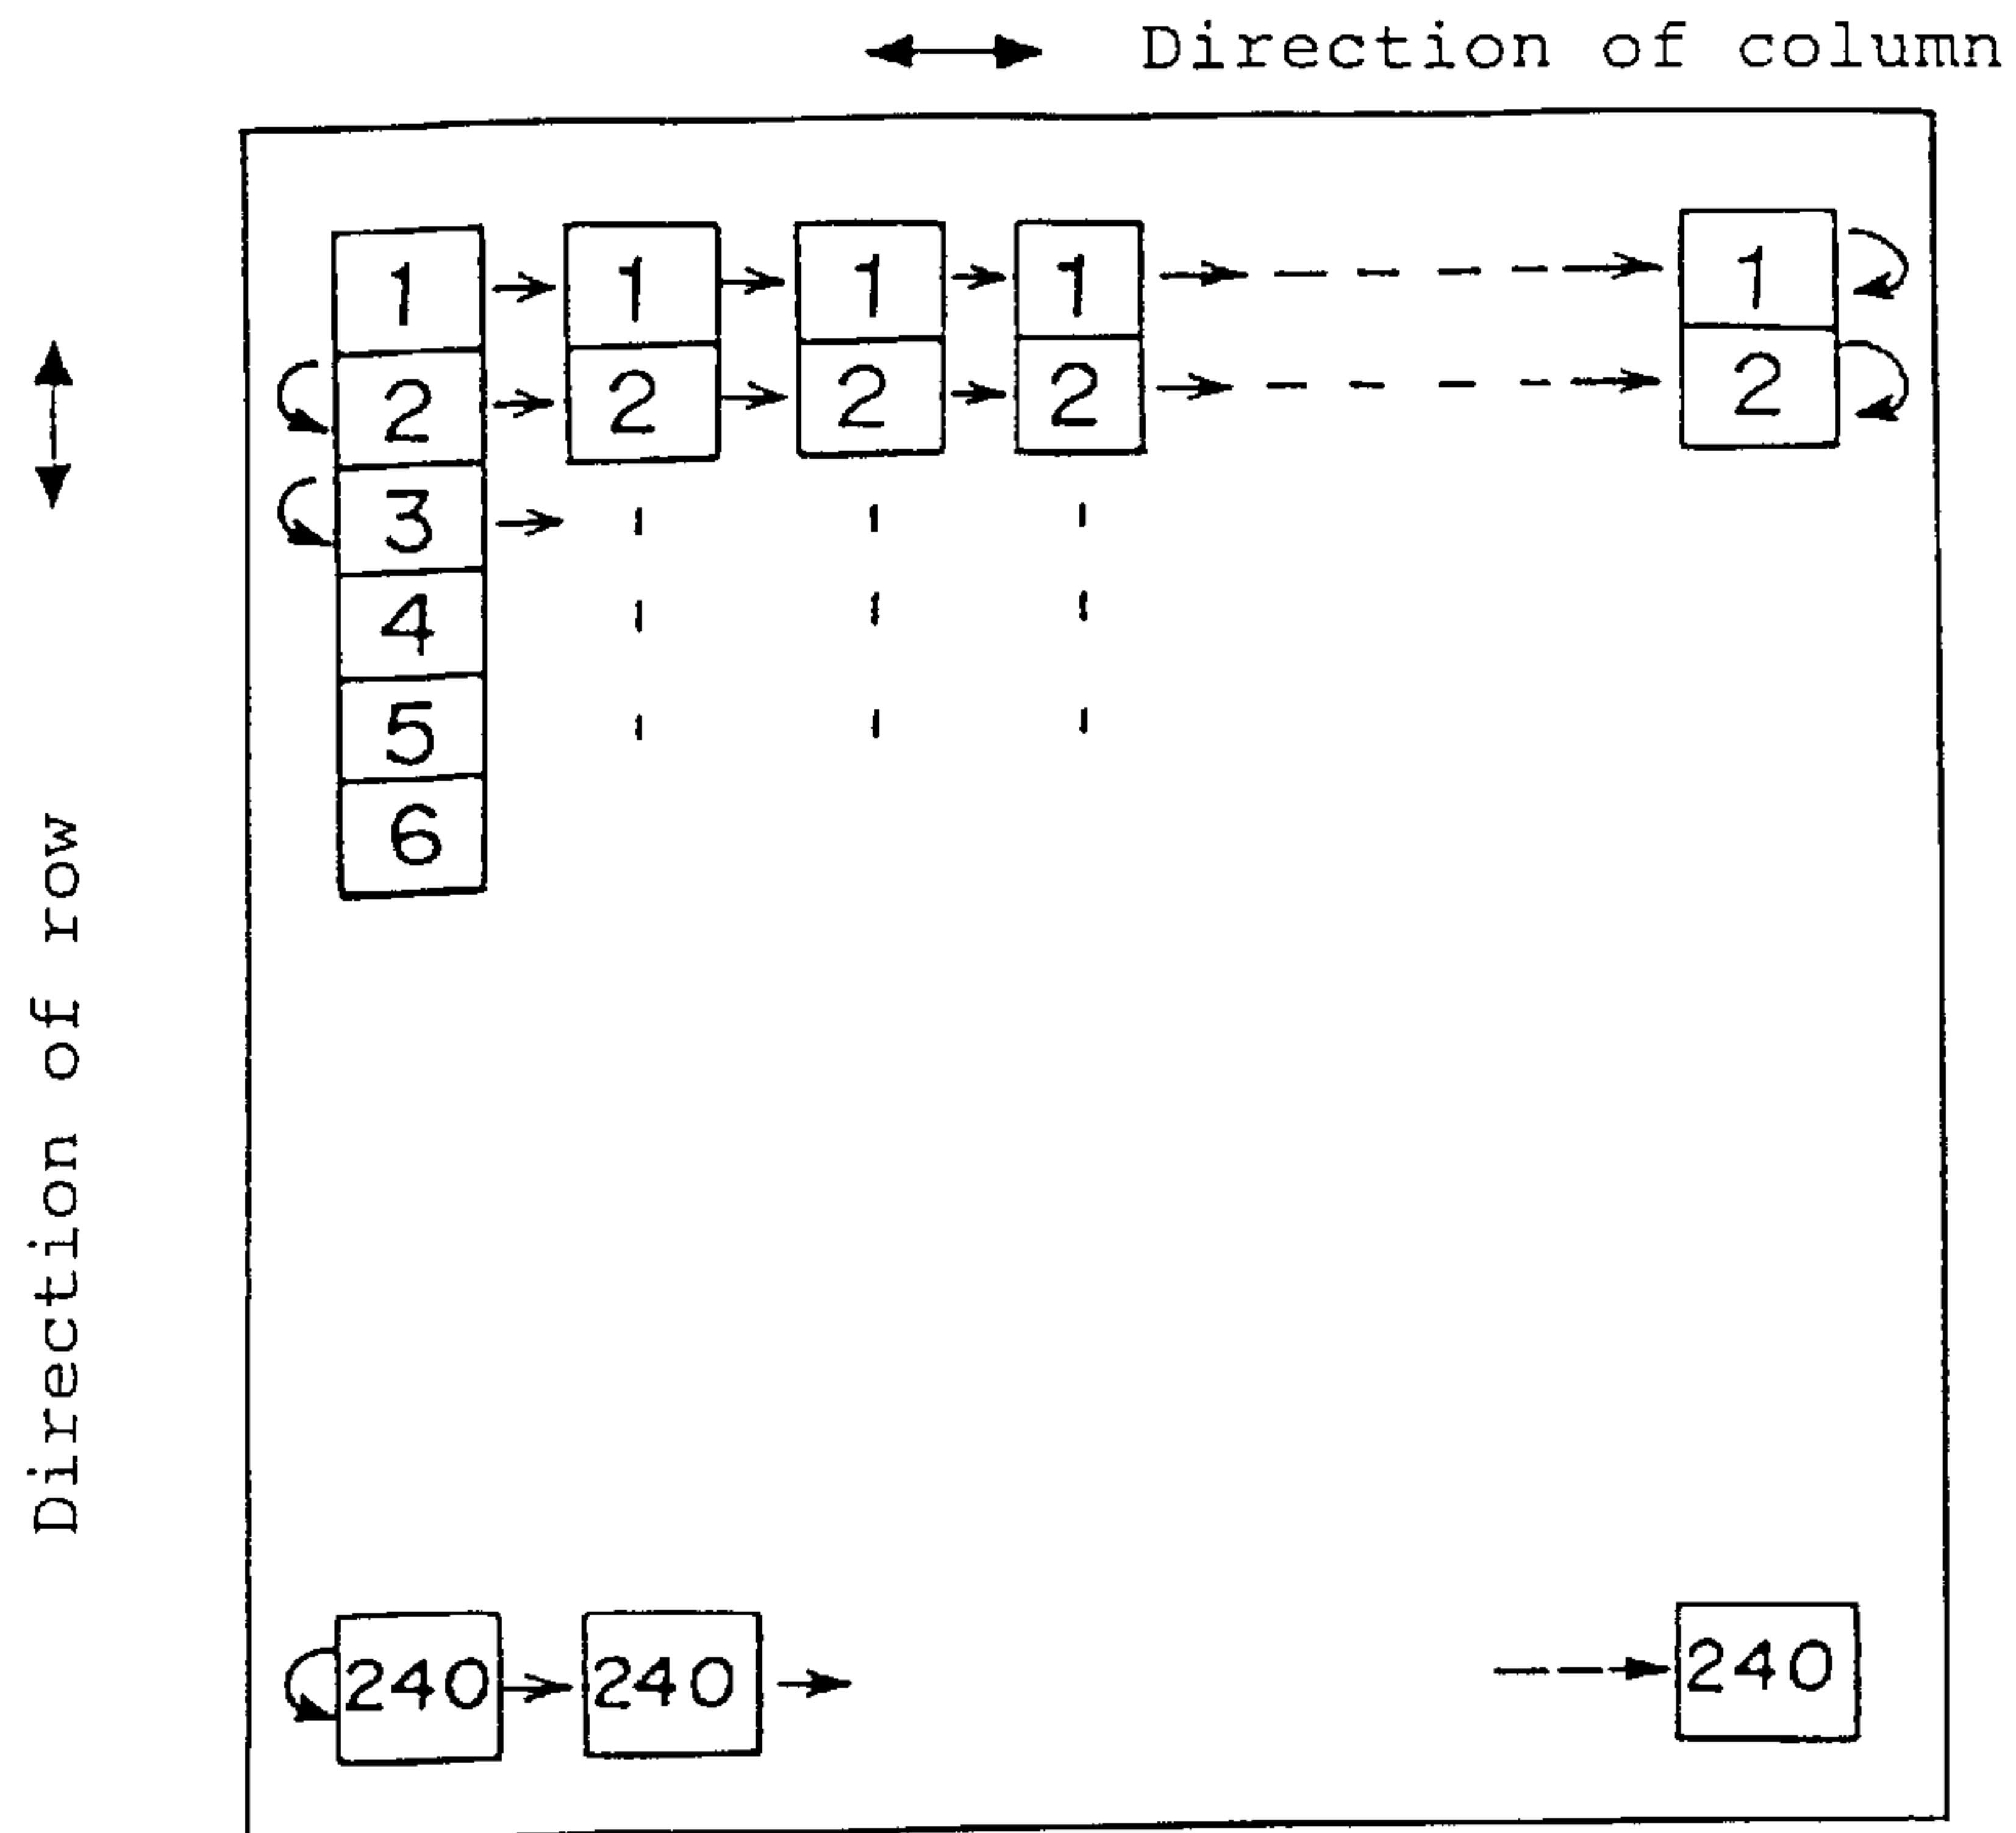 Direction of column
Direction of row
1 1 1 1 1
2 2 2 2 2
3
4
5
6
240 240 240